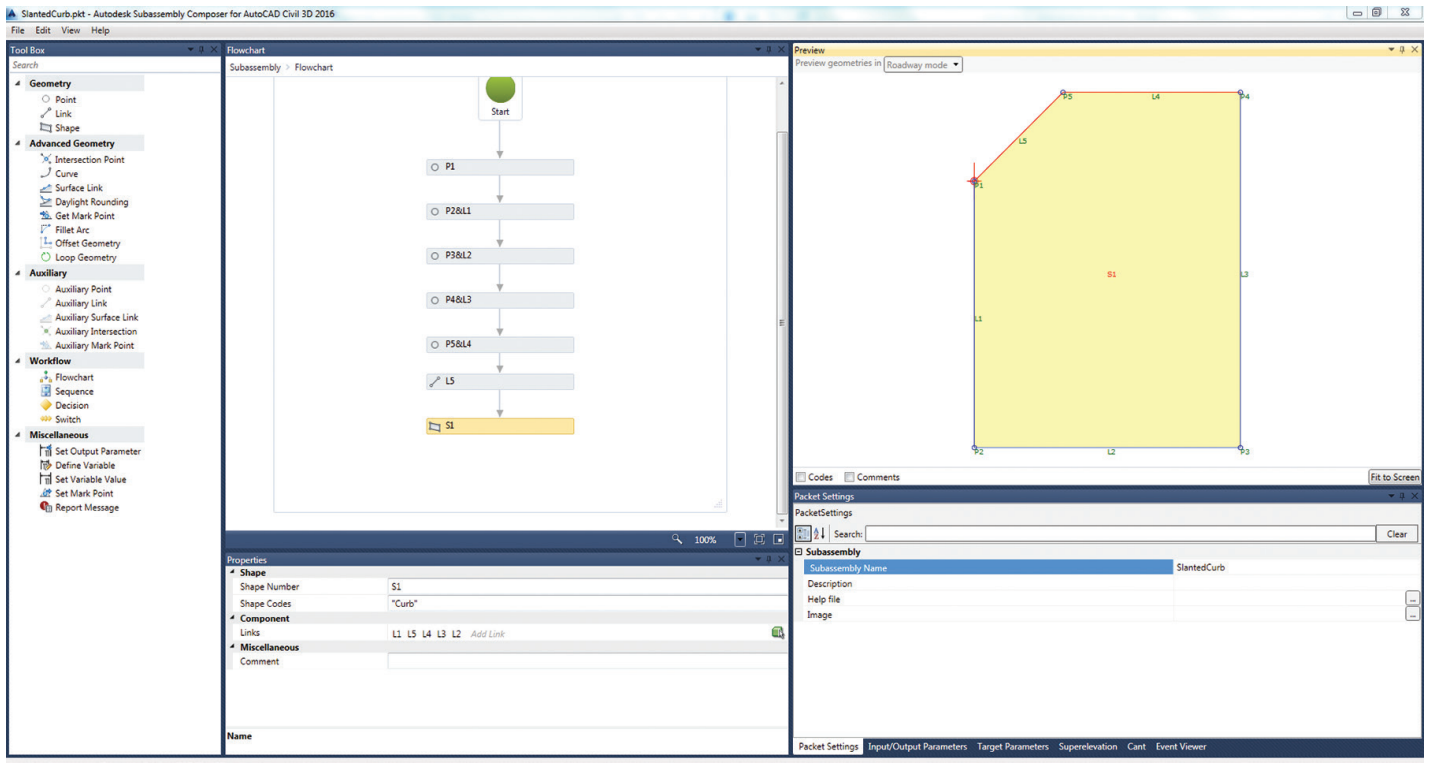 SlantedCurb.pkt - Autodesk Subassembly Composer for AutoCAD Civil 3D 2016
File Edit View Help
Tool Box
Search
Geometry
Point
Link
Shape
Advanced Geometry
Intersection Point
Curve
Surface Link
Daylight Rounding
Get Mark Point
Fillet Arc
Offset Geometry
Loop Geometry
Auxiliary
Auxiliary Point
Auxiliary Link
Auxiliary Surface Link
Auxiliary Intersection
Auxiliary Mark Point
Workflow
Flowchart
Sequence
Decision
Switch
Miscellaneous
Set Output Parameter
Define Variable
Set Variable Value
Set Mark Point
Report Message
Flowchart
Subassembly > Flowchart
Start
P1
P2&L1
P3&L2
P4&L3
P5&L4
L5
S1
100%
Properties
Shape
Shape Number S1
Shape Codes "Curb"
Component
Links L1 L5 L4 L3 L2 Add Link
Miscellaneous
Comment
Name
Preview
Preview geometries in Roadway mode
P5 L4 P4
L5
P1
S1 L3
L1
P2 L2 P3
Codes Comments Fit to Screen
Packet Settings
PacketSettings
Search: Clear
Subassembly
Subassembly Name SlantedCurb
Description
Help file ...
Image ...
Packet Settings Input/Output Parameters Target Parameters Superelevation Cant Event Viewer